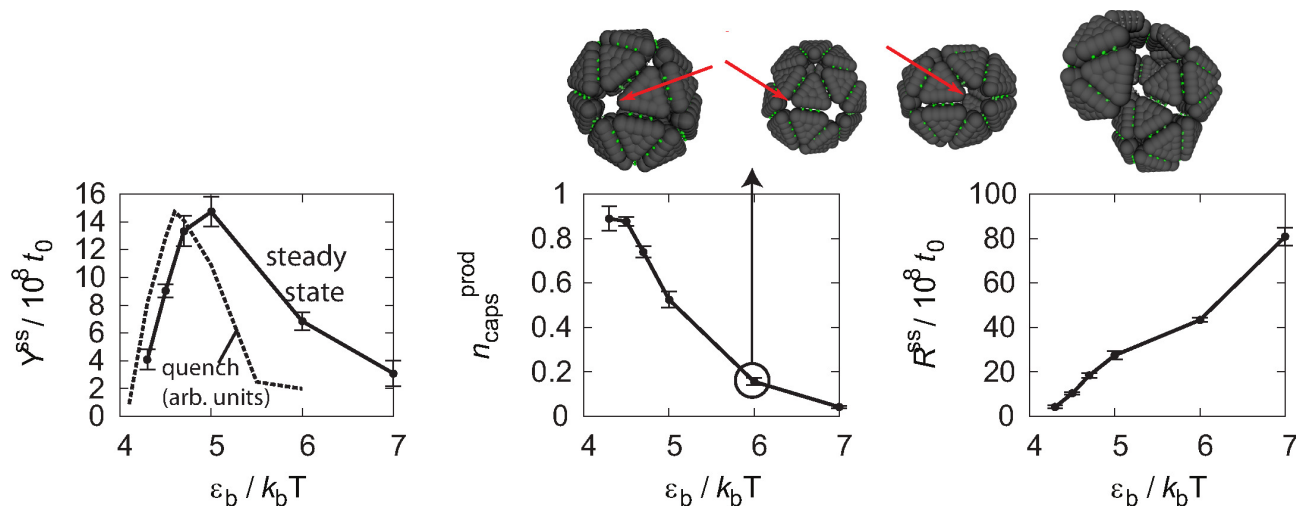 16
14
12
10
8
6
4
2
0
Y^ss / 10^8 t_0
steady
state
quench
(arb. units)
4 5 6 7
ε_b / k_bT
1
0.8
0.6
0.4
0.2
0
n_caps^prod
4 5 6 7
ε_b / k_bT
100
80
60
40
20
0
R^ss / 10^8 t_0
4 5 6 7
ε_b / k_bT